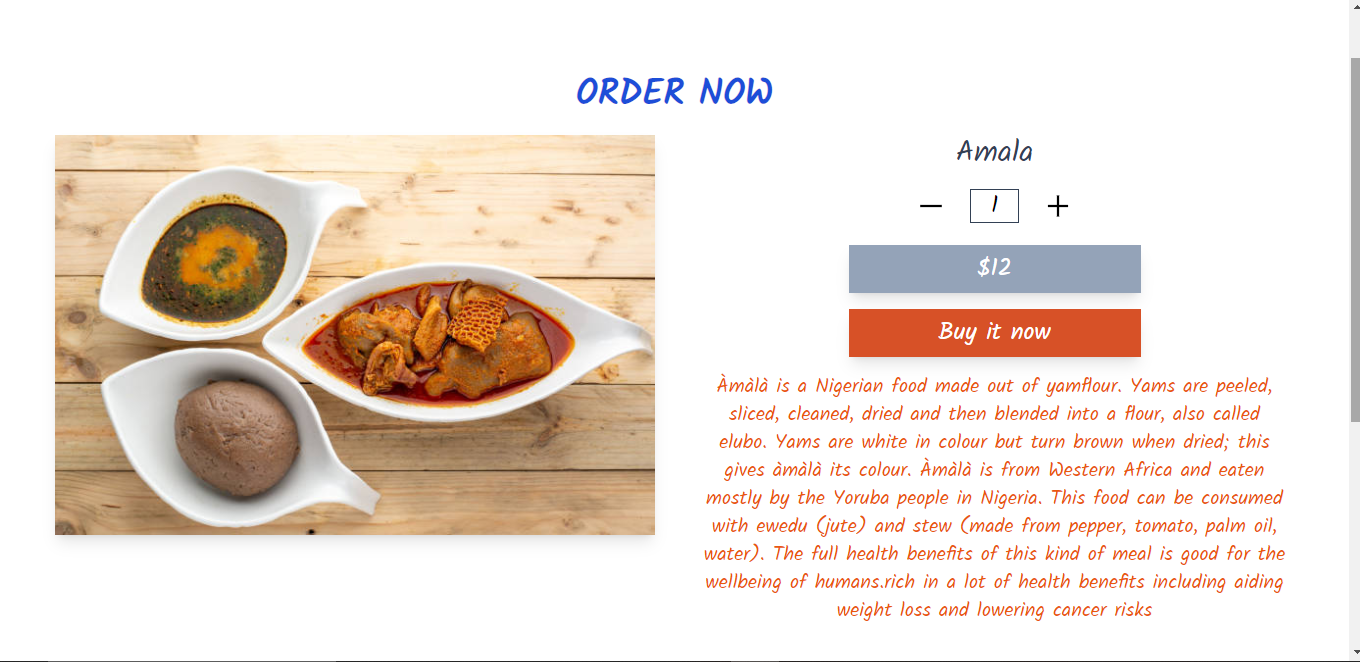 ORDER NOW
Amala
1
$12
Buy it now
Àmàlà is a Nigerian food made out of yamflour. Yams are peeled,
sliced, cleaned, dried and then blended into a flour, also called
elubo. Yams are white in colour but turn brown when dried; this
gives àmàlà its colour. Àmàlà is from Western Africa and eaten
mostly by the Yoruba people in Nigeria. This food can be consumed
with ewedu (jute) and stew (made from pepper, tomato, palm oil,
water). The full health benefits of this kind of meal is good for the
wellbeing of humans.rich in a lot of health benefits including aiding
weight loss and lowering cancer risks